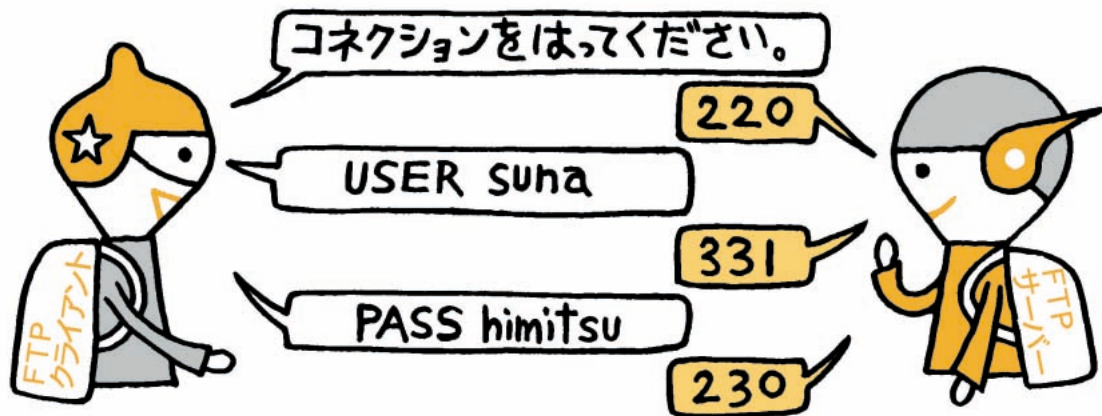 コネクションをはってください。
220
USER suna
331
PASS himitsu
230
FTP
クライアント
FTP
サーバー